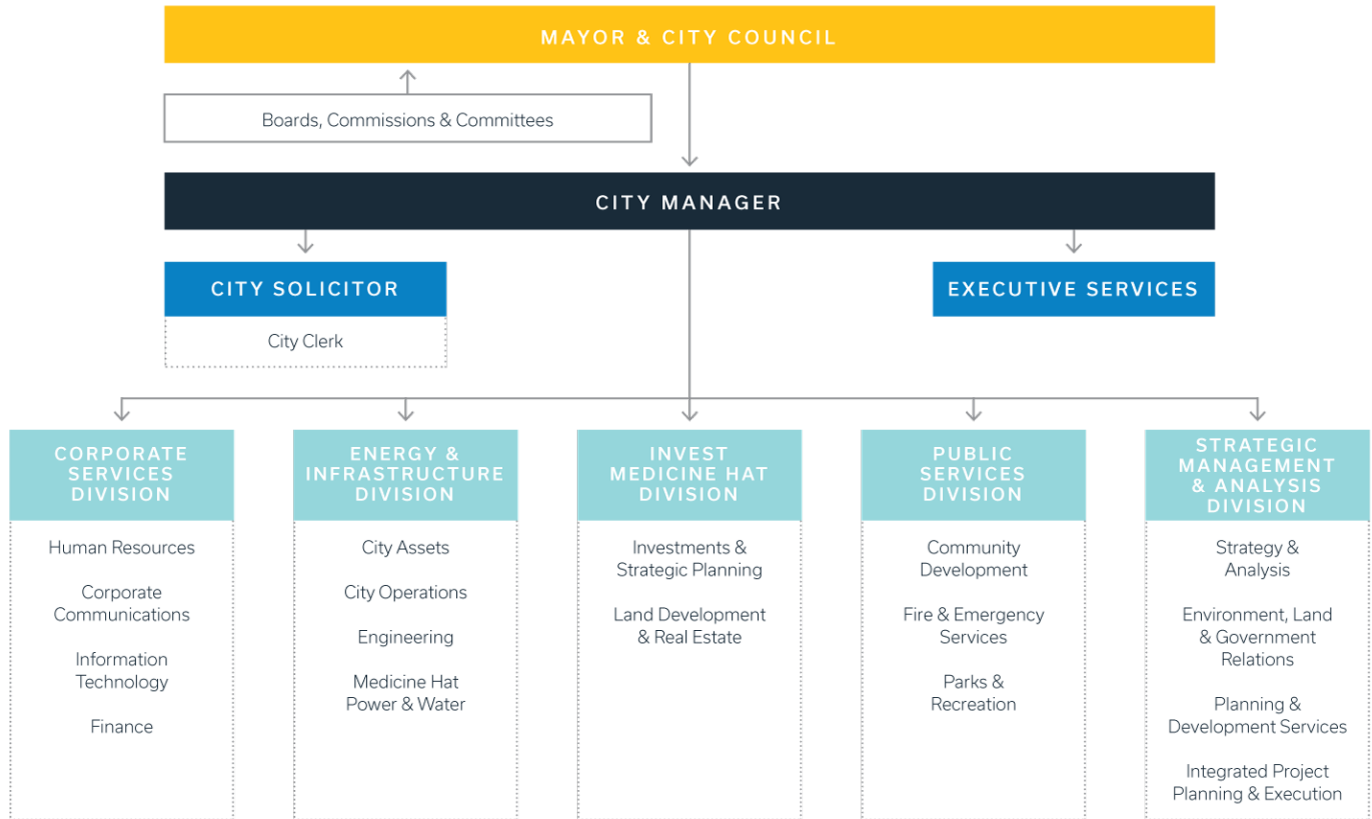 MAYOR & CITY COUNCIL
Boards, Commissions & Committees
CITY MANAGER
CITY SOLICITOR
City Clerk
EXECUTIVE SERVICES
CORPORATE
SERVICES
DIVISION
Human Resources
Corporate
Communications
Information
Technology
Finance
ENERGY &
INFRASTRUCTURE
DIVISION
City Assets
City Operations
Engineering
Medicine Hat
Power & Water
INVEST
MEDICINE HAT
DIVISION
Investments &
Strategic Planning
Land Development
& Real Estate
PUBLIC
SERVICES
DIVISION
Community
Development
Fire & Emergency
Services
Parks &
Recreation
STRATEGIC
MANAGEMENT
& ANALYSIS
DIVISION
Strategy &
Analysis
Environment, Land
& Government
Relations
Planning &
Development Services
Integrated Project
Planning & Execution